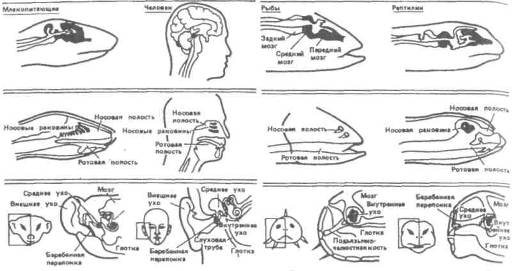 Млекопитающие
Человек
Рыбы
Рептилии
Задний
мозг
Средний
мозг
Передний
мозг
Носовая полость
Носовые раковины
Ротовая полость
Носовая
полость
Носовые раковины
Ротовая
полость
Носовая полость
Ротовая полость
Носовая полость
Носовая раковина
Ротовая
полость
Среднее ухо
Мозг
Внешнее ухо
Глотка
Барабанная
перепонка
Внешнее
ухо
Барабанная
перепонка
Среднее ухо
Внутреннее
ухо
Слуховая
труба
Глотка
Мозг
Внутреннее
ухо
Глотка
Подъязычно-
челюстная кость
Барабанная
перепонка
Мозг
Среднее
ухо
ухо
Глотка